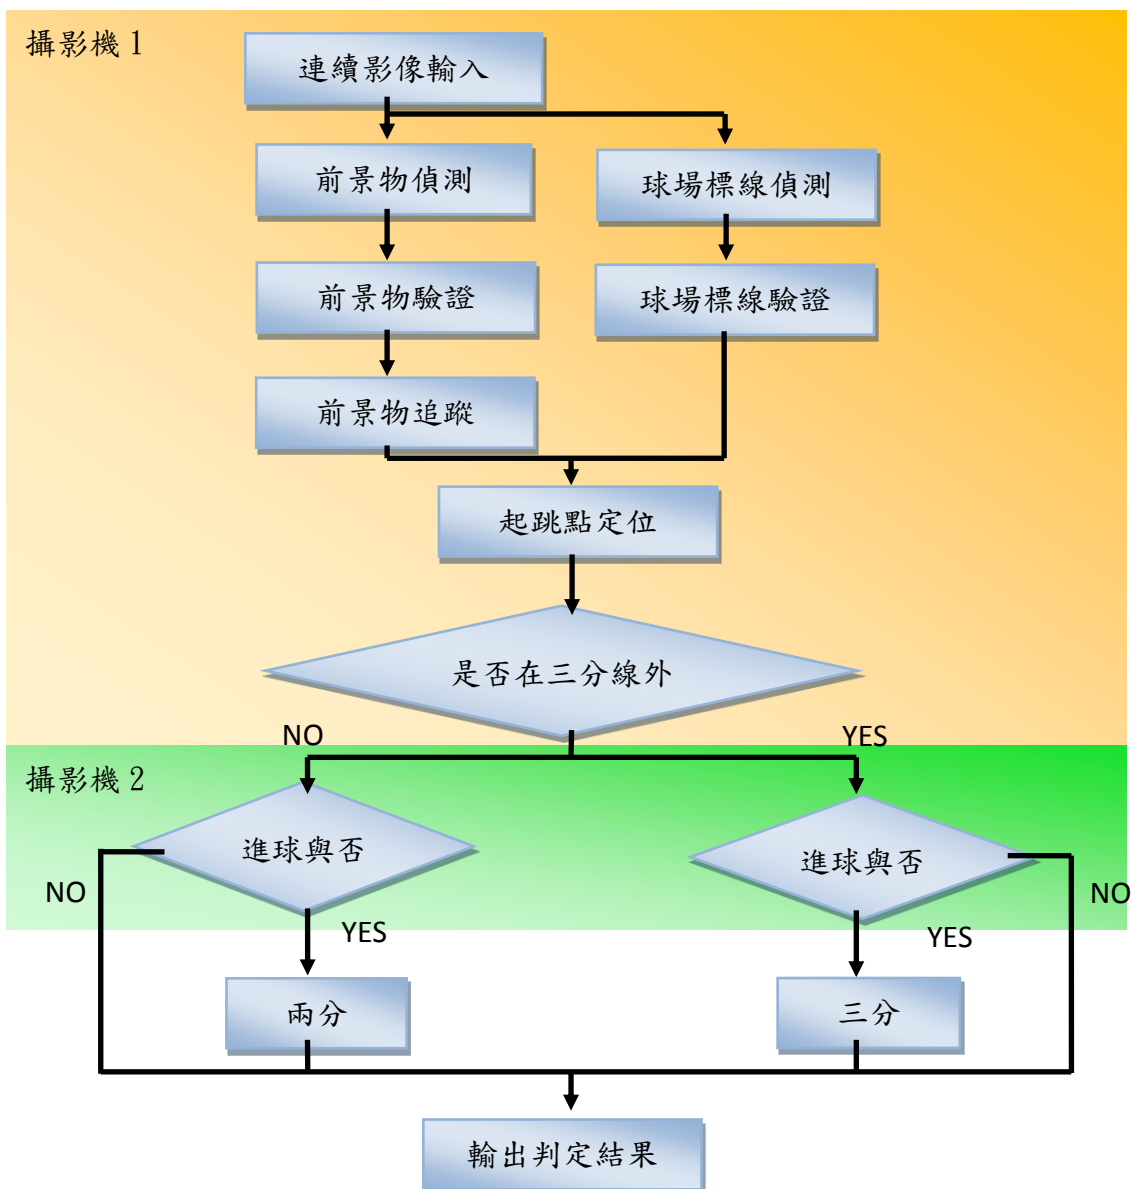 攝影機 1
連續影像輸入
前景物偵測
球場標線偵測
前景物驗證
球場標線驗證
前景物追蹤
起跳點定位
是否在三分線外
NO
YES
攝影機 2
進球與否
進球與否
NO
NO
YES
YES
兩分
三分
輸出判定結果